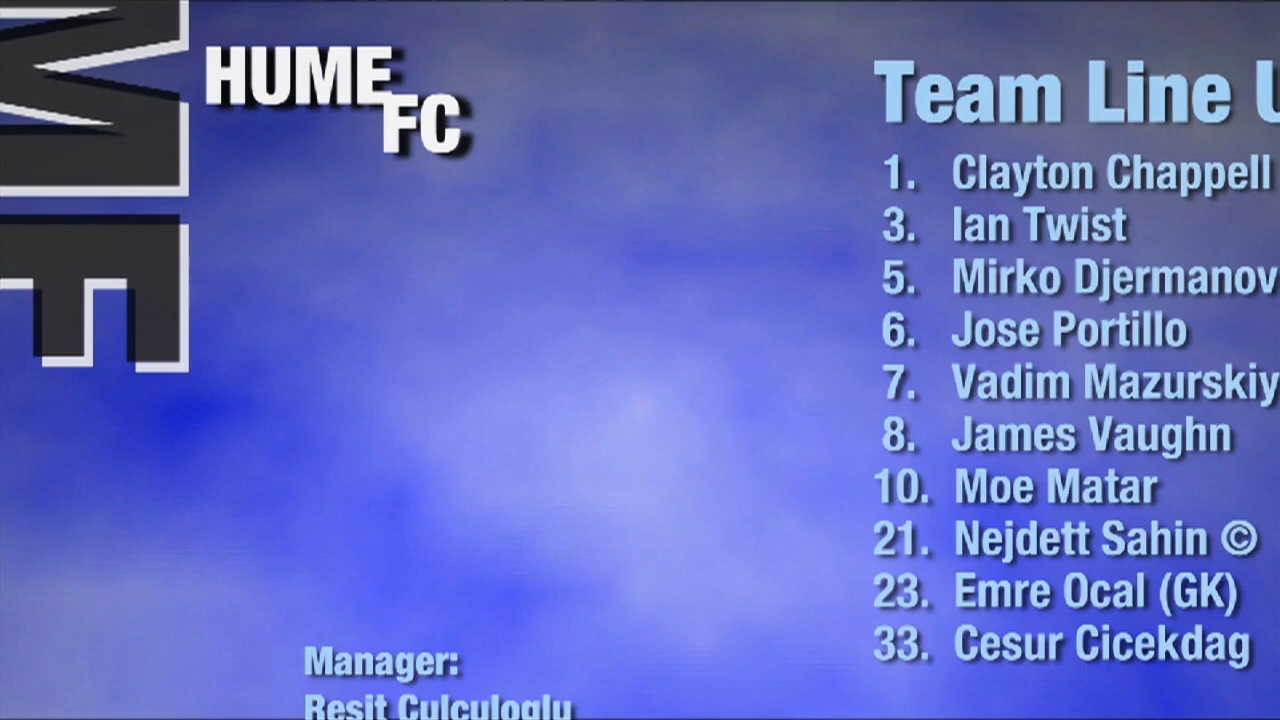 ME
HUME
FC
Team Line U
1. Clayton Chappell
3. Ian Twist
5. Mirko Djermanov
6. Jose Portillo
7. Vadim Mazurskiy
8. James Vaughn
10. Moe Matar
21. Nejdett Sahin ©
23. Emre Ocal (GK)
33. Cesur Cicekdag
Manager:
Resit Culculoglu